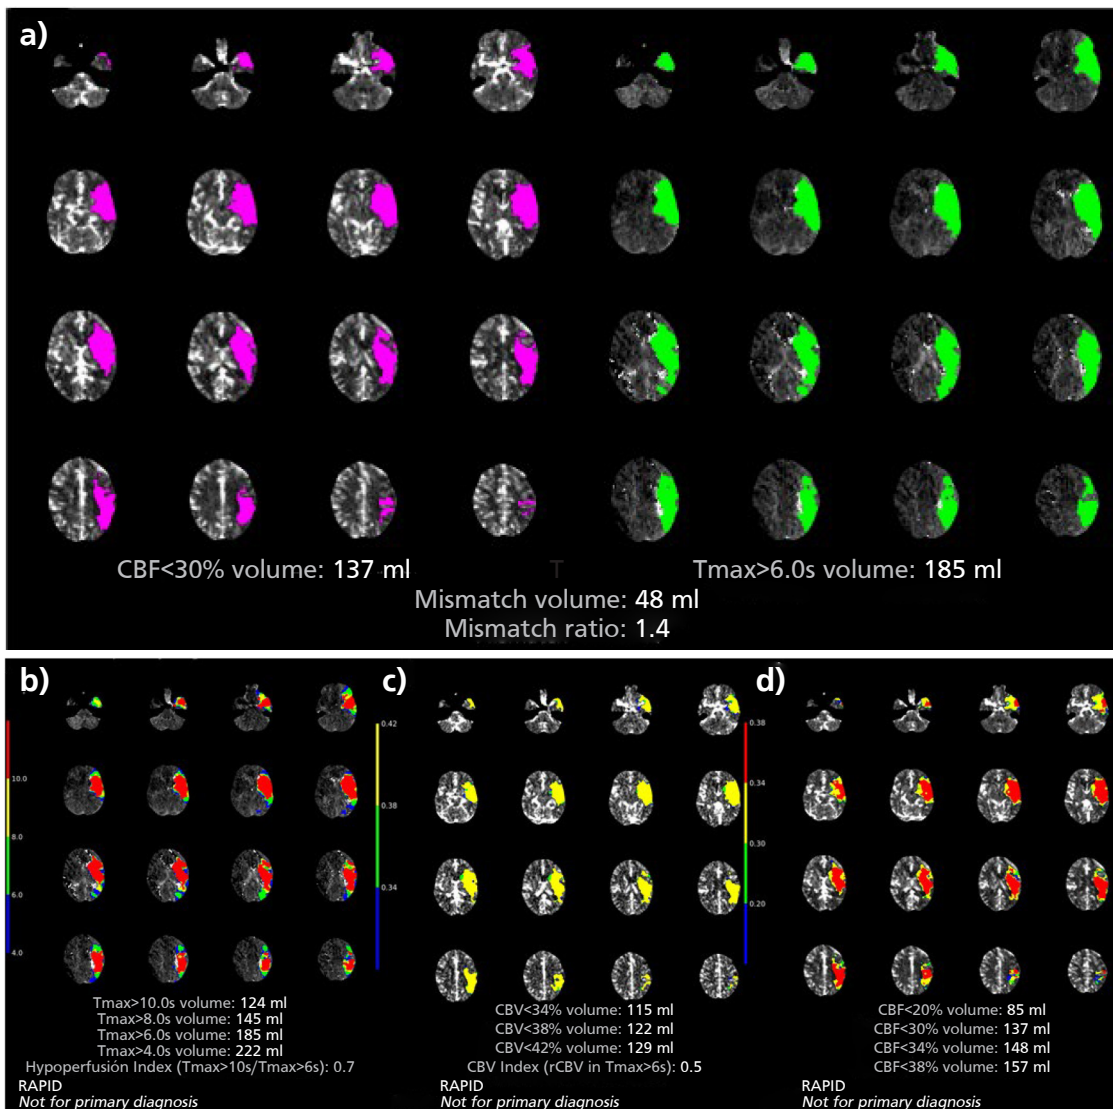 a)
CBF<30% volume: 137 ml
T
Tmax>6.0s volume: 185 ml
Mismatch volume: 48 ml
Mismatch ratio: 1.4
b)
10.0
8.0
6.0
4.0
Tmax>10.0s volume: 124 ml
Tmax>8.0s volume: 145 ml
Tmax>6.0s volume: 185 ml
Tmax>4.0s volume: 222 ml
Hypoperfusión Index (Tmax>10s/Tmax>6s): 0.7
RAPID
Not for primary diagnosis
c)
0.42
0.38
0.34
CBV<34% volume: 115 ml
CBV<38% volume: 122 ml
CBV<42% volume: 129 ml
CBV Index (rCBV in Tmax>6s): 0.5
RAPID
Not for primary diagnosis
d)
0.38
0.34
0.30
0.20
CBF<20% volume: 85 ml
CBF<30% volume: 137 ml
CBF<34% volume: 148 ml
CBF<38% volume: 157 ml
RAPID
Not for primary diagnosis